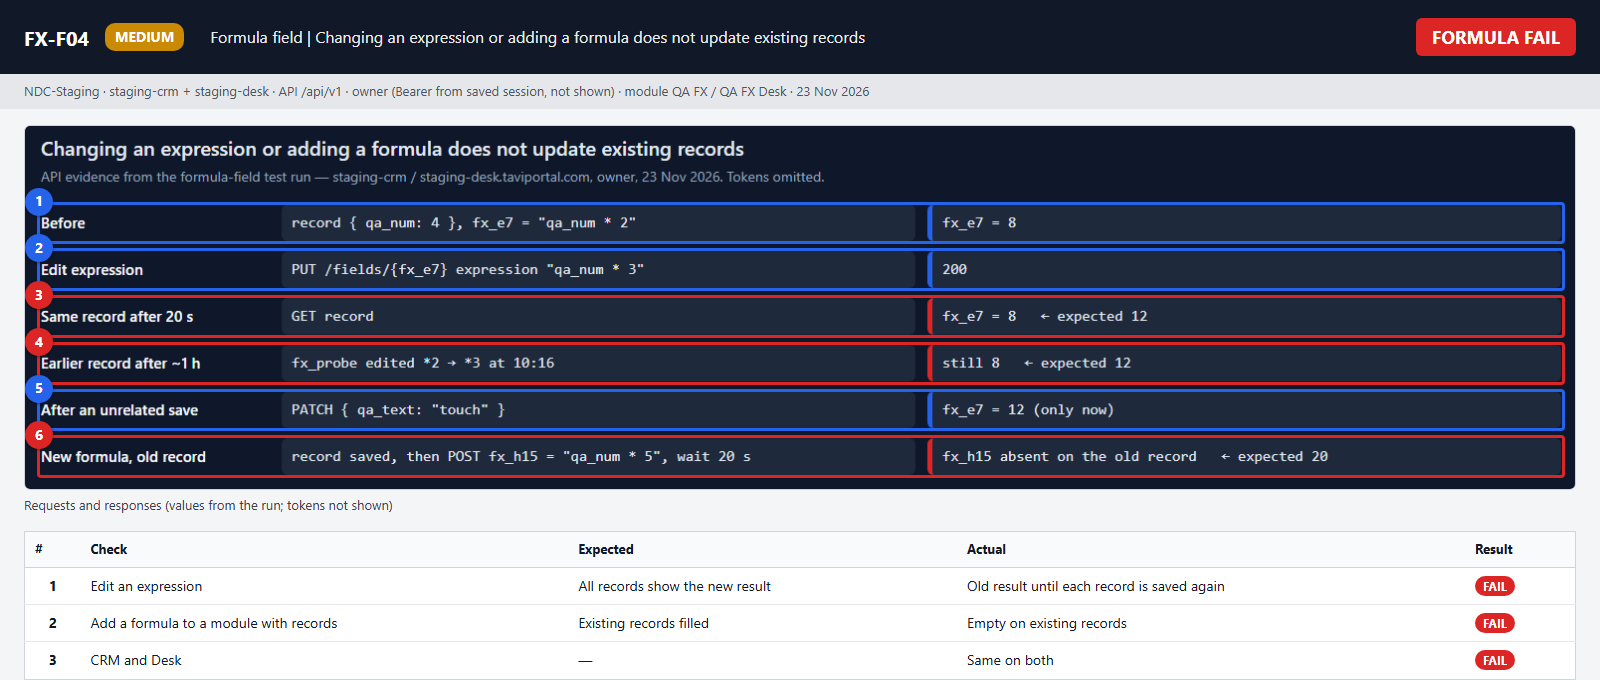 FX-F04 MEDIUM Formula field | Changing an expression or adding a formula does not update existing records FORMULA FAIL
NDC-Staging · staging-crm + staging-desk · API /api/v1 · owner (Bearer from saved session, not shown) · module QA FX / QA FX Desk · 23 Nov 2026
Changing an expression or adding a formula does not update existing records
API evidence from the formula-field test run — staging-crm / staging-desk.taviportal.com, owner, 23 Nov 2026. Tokens omitted.
1 Before record { qa_num: 4 }, fx_e7 = "qa_num * 2" fx_e7 = 8
2 Edit expression PUT /fields/{fx_e7} expression "qa_num * 3" 200
3 Same record after 20 s GET record fx_e7 = 8 ← expected 12
4 Earlier record after ~1 h fx_probe edited *2 → *3 at 10:16 still 8 ← expected 12
5 After an unrelated save PATCH { qa_text: "touch" } fx_e7 = 12 (only now)
6 New formula, old record record saved, then POST fx_h15 = "qa_num * 5", wait 20 s fx_h15 absent on the old record ← expected 20
Requests and responses (values from the run; tokens not shown)
# Check Expected Actual Result
1 Edit an expression All records show the new result Old result until each record is saved again FAIL
2 Add a formula to a module with records Existing records filled Empty on existing records FAIL
3 CRM and Desk — Same on both FAIL